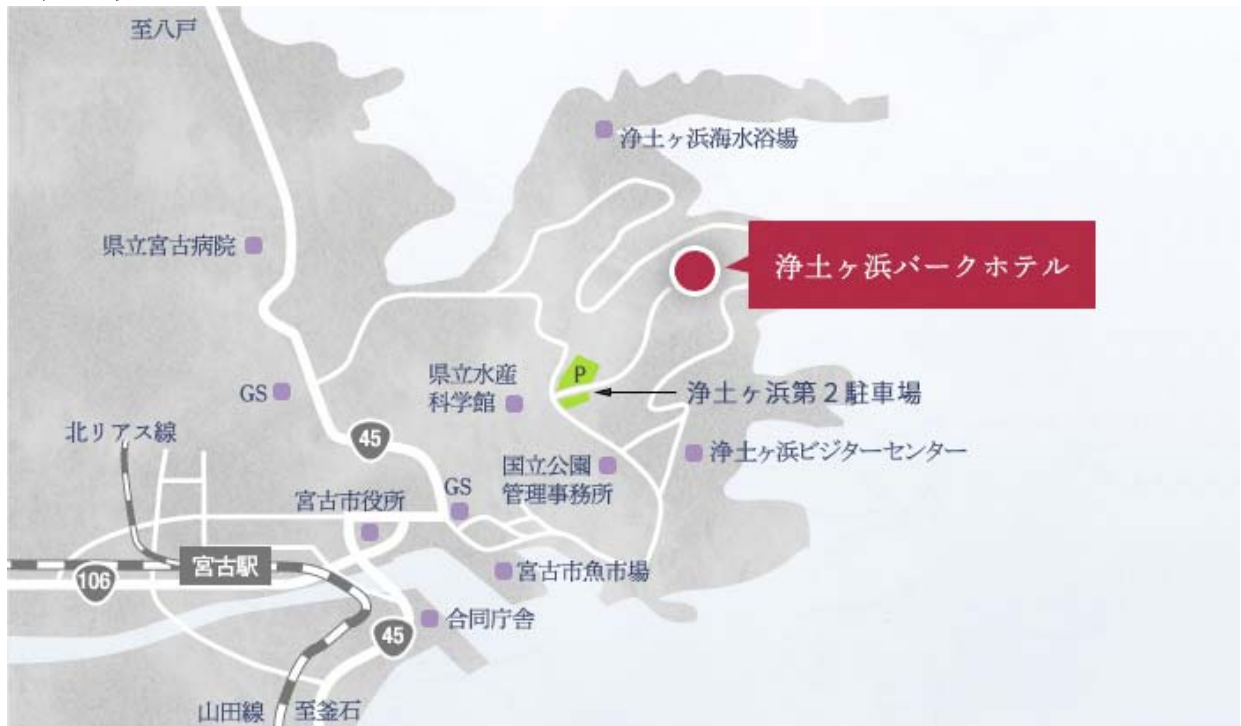 至八戸
浄土ヶ浜海水浴場
県立宮古病院
浄土ヶ浜パークホテル
県立水産
科学館
P
浄土ヶ浜第2駐車場
GS
北リアス線
45
浄土ヶ浜ビジターセンター
国立公園
管理事務所
GS
宮古市役所
宮古駅
106
宮古市魚市場
合同庁舎
45
山田線
至釜石